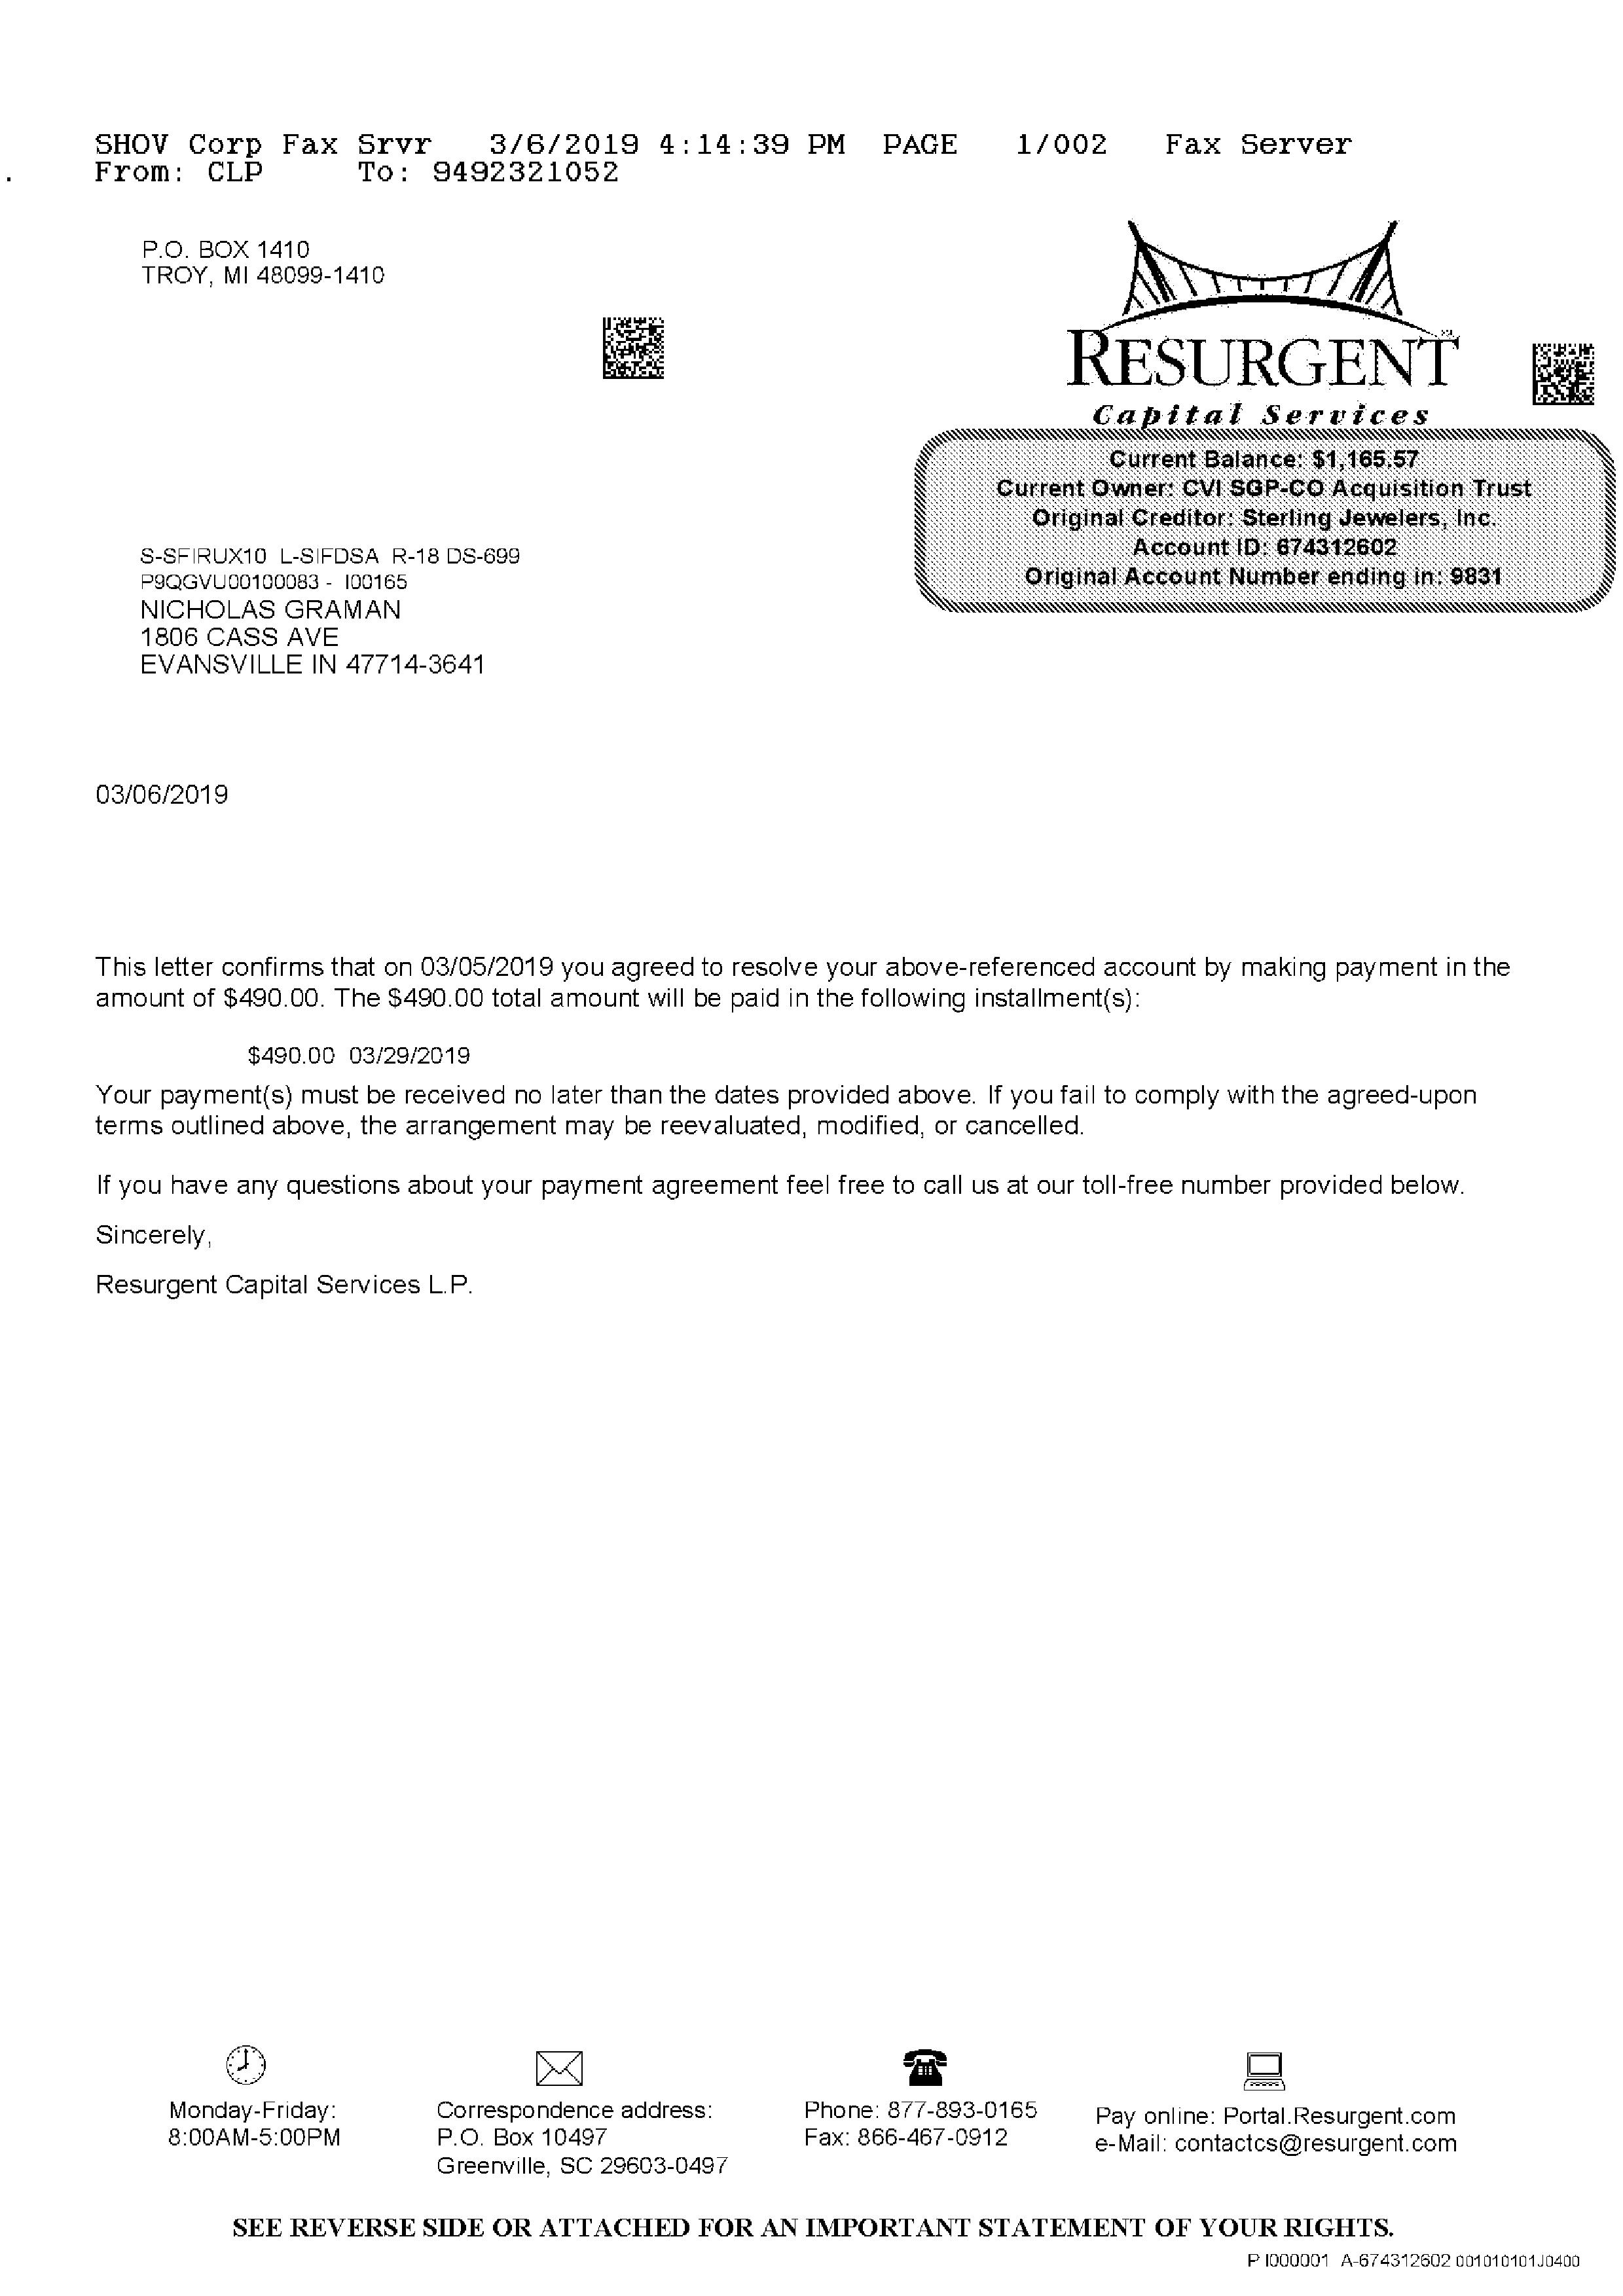 SHOV Corp Fax Srvr 3/6/2019 4:14:39 PM PAGE 1/002 Fax Server
From: CLP To: 9492321052
P.O. BOX 1410
TROY, MI 48099-1410
RESURGENT
Capital Services
Current Balance: $1,165.57
Current Owner: CVI SGP-CO Acquisition Trust
Original Creditor: Sterling Jewelers, Inc.
Account ID: 674312602
Original Account Number ending in: 9831
S-SFIRUX10 L-SIFDSA R-18 DS-699
P9QGVU00100083 - I00165
NICHOLAS GRAMAN
1806 CASS AVE
EVANSVILLE IN 47714-3641
03/06/2019
This letter confirms that on 03/05/2019 you agreed to resolve your above-referenced account by making payment in the
amount of $490.00. The $490.00 total amount will be paid in the following installment(s):
$490.00 03/29/2019
Your payment(s) must be received no later than the dates provided above. If you fail to comply with the agreed-upon
terms outlined above, the arrangement may be reevaluated, modified, or cancelled.
If you have any questions about your payment agreement feel free to call us at our toll-free number provided below.
Sincerely,
Resurgent Capital Services L.P.
Monday-Friday:
8:00AM-5:00PM
Correspondence address:
P.O. Box 10497
Greenville, SC 29603-0497
Phone: 877-893-0165
Fax: 866-467-0912
Pay online: Portal.Resurgent.com
e-Mail: contactcs@resurgent.com
SEE REVERSE SIDE OR ATTACHED FOR AN IMPORTANT STATEMENT OF YOUR RIGHTS.
P I000001 A-674312602 001010101J0400